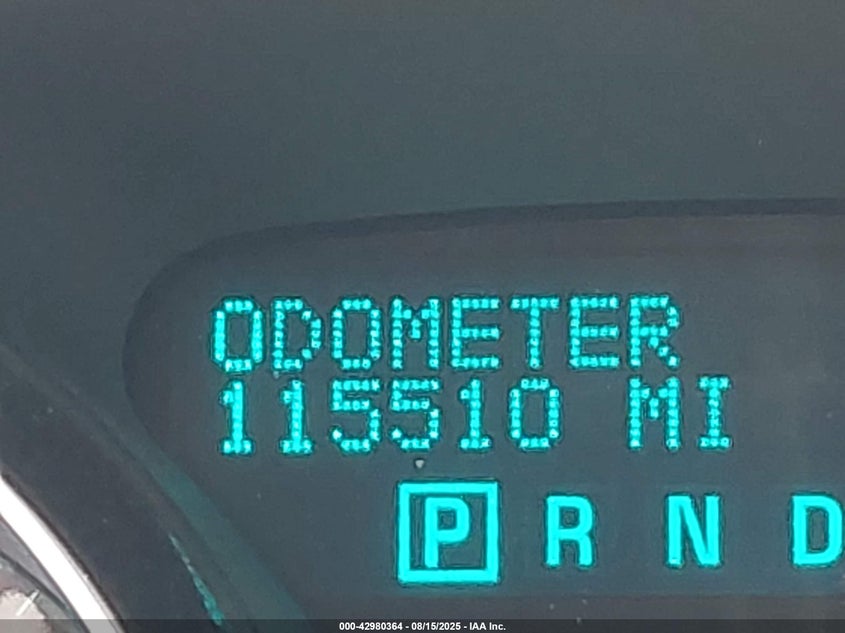 ODOMETER
115510 MI
P R N D
000-42980364 - 08/15/2025 - IAA Inc.